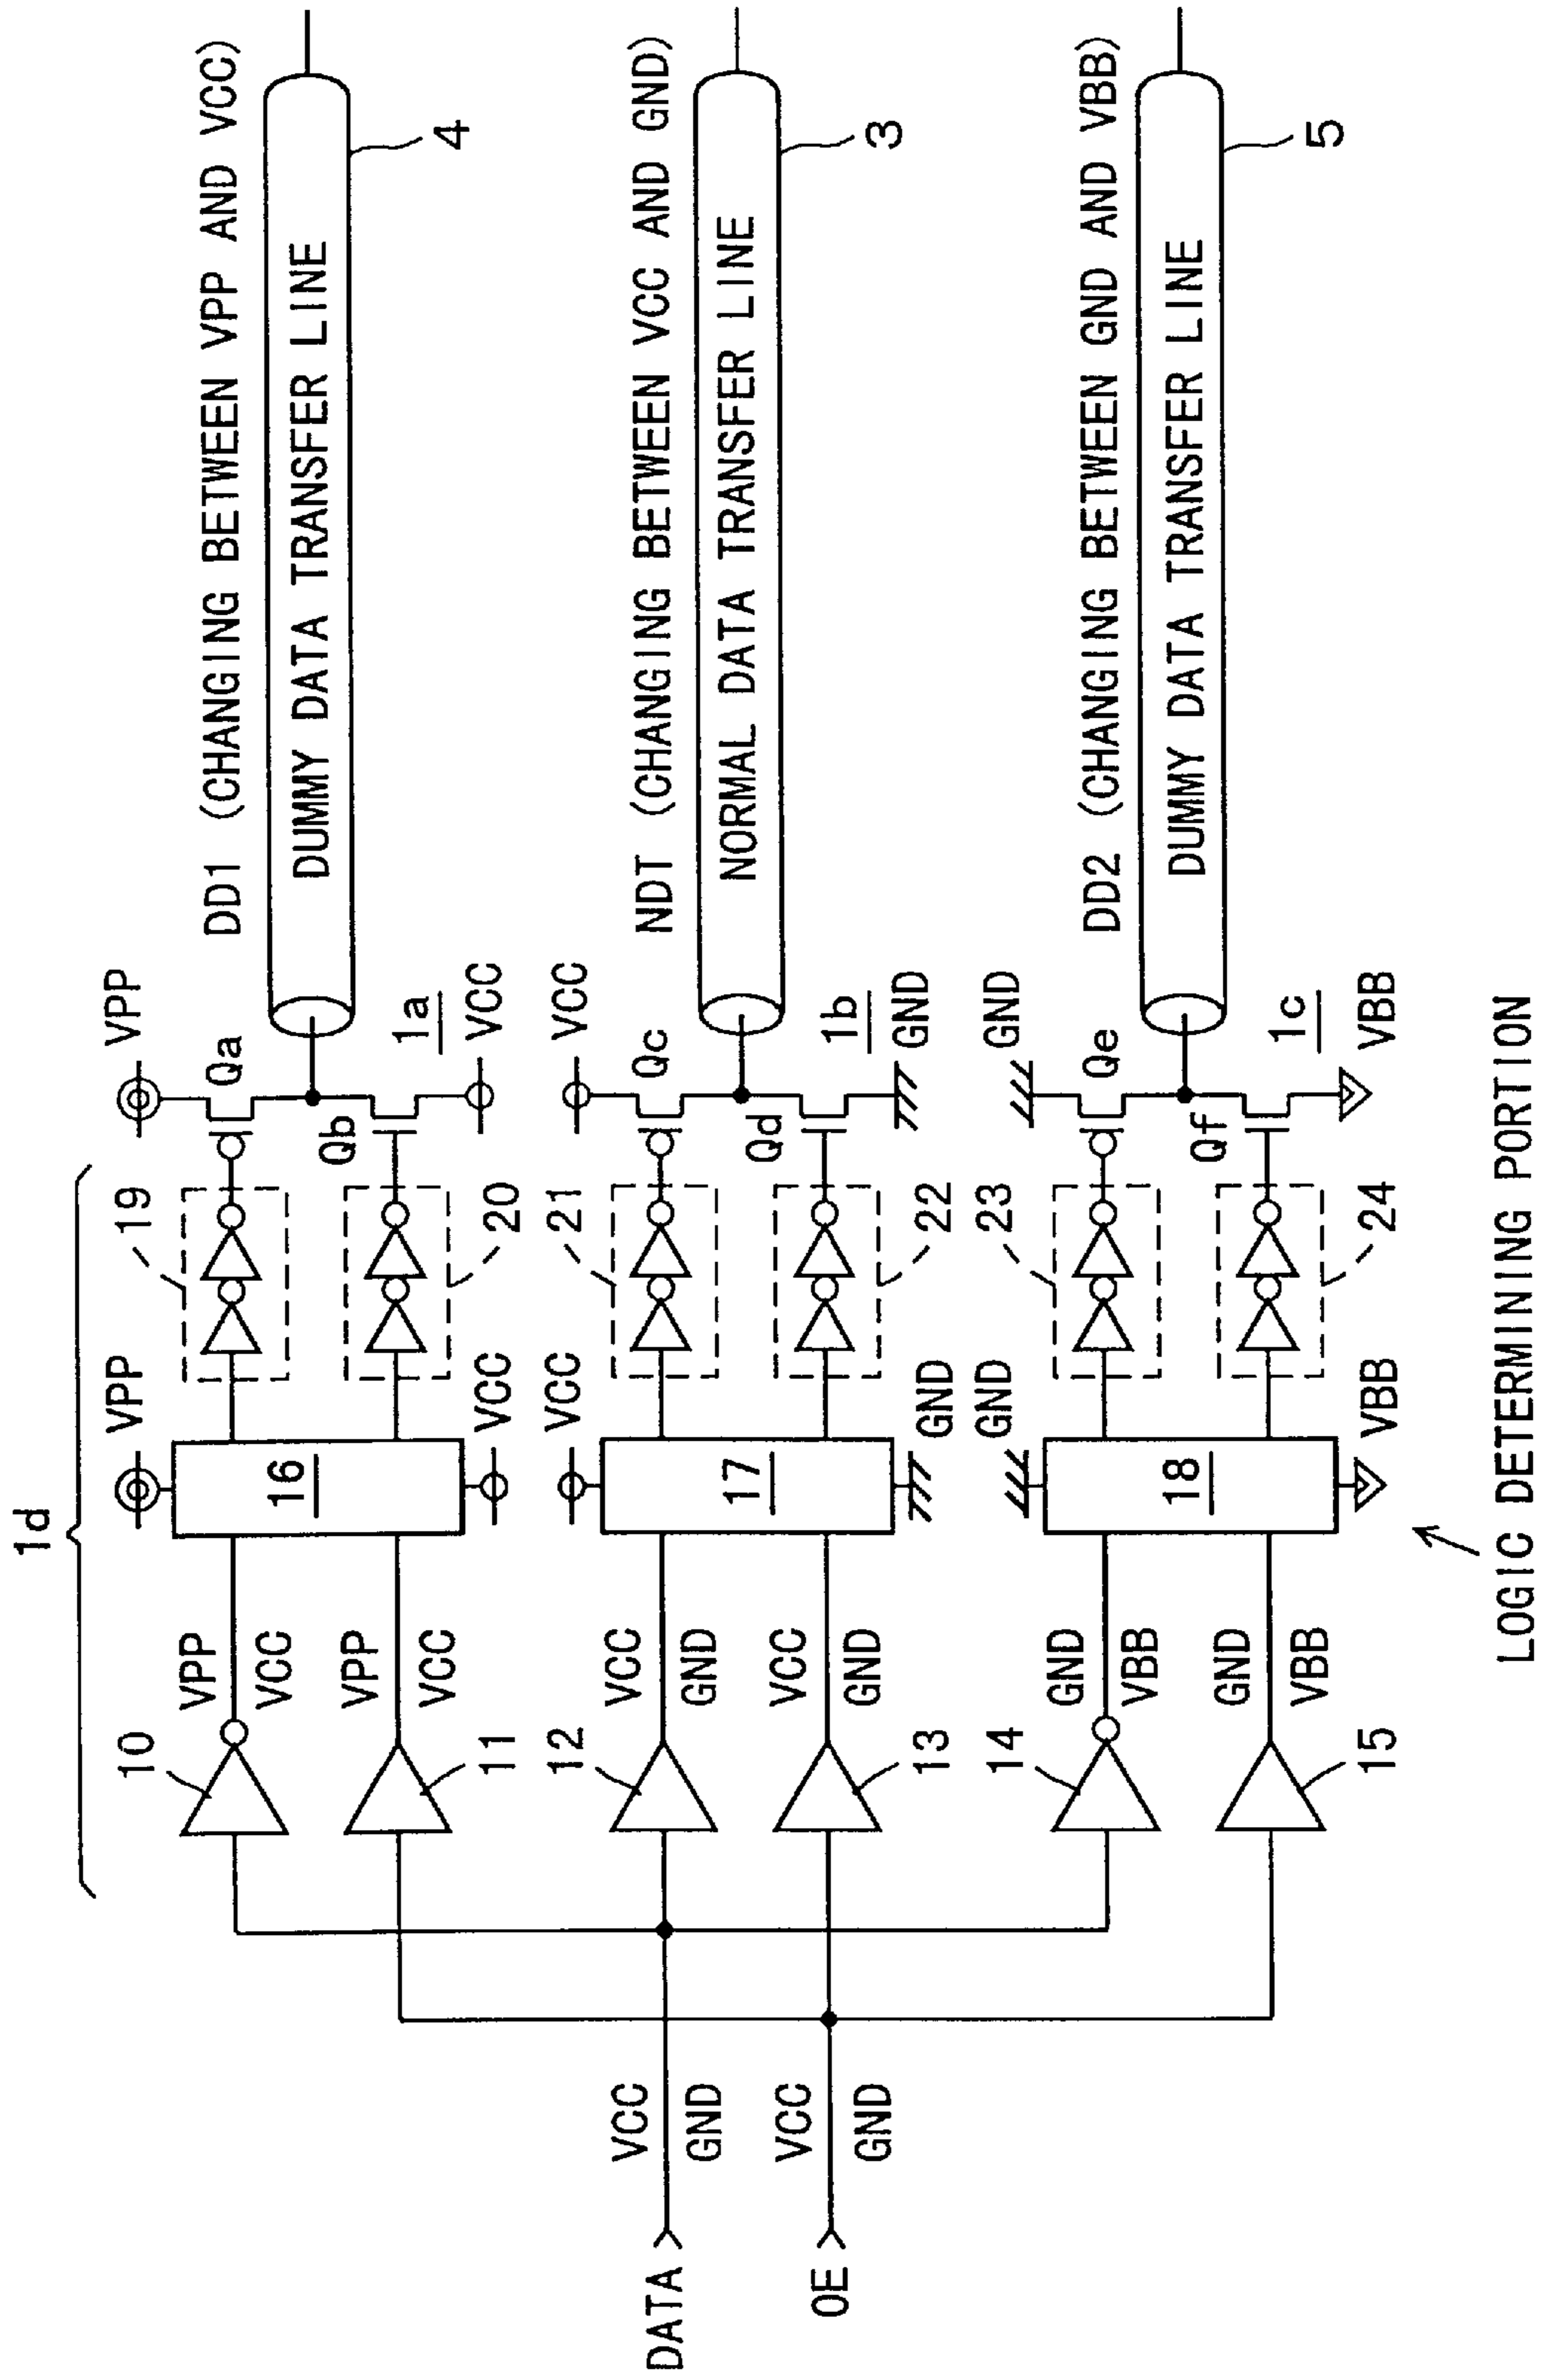 1d
VPP
DD1 (CHANGING BETWEEN VPP AND VCC)
10
VPP
VCC
VPP
16
19
Qa
DUMMY DATA TRANSFER LINE
4
11
VPP
VCC
VCC
20
Qb
1a
VCC
DATA
VCC
GND
12
VCC
GND
VCC
17
21
VCC
Qc
NDT (CHANGING BETWEEN VCC AND GND)
NORMAL DATA TRANSFER LINE
3
OE
VCC
GND
13
VCC
GND
GND
22
Qd
1b
GND
14
GND
VBB
GND
18
23
GND
Qe
DD2 (CHANGING BETWEEN GND AND VBB)
DUMMY DATA TRANSFER LINE
5
15
GND
VBB
VBB
24
Qf
1c
VBB
LOGIC DETERMINING PORTION